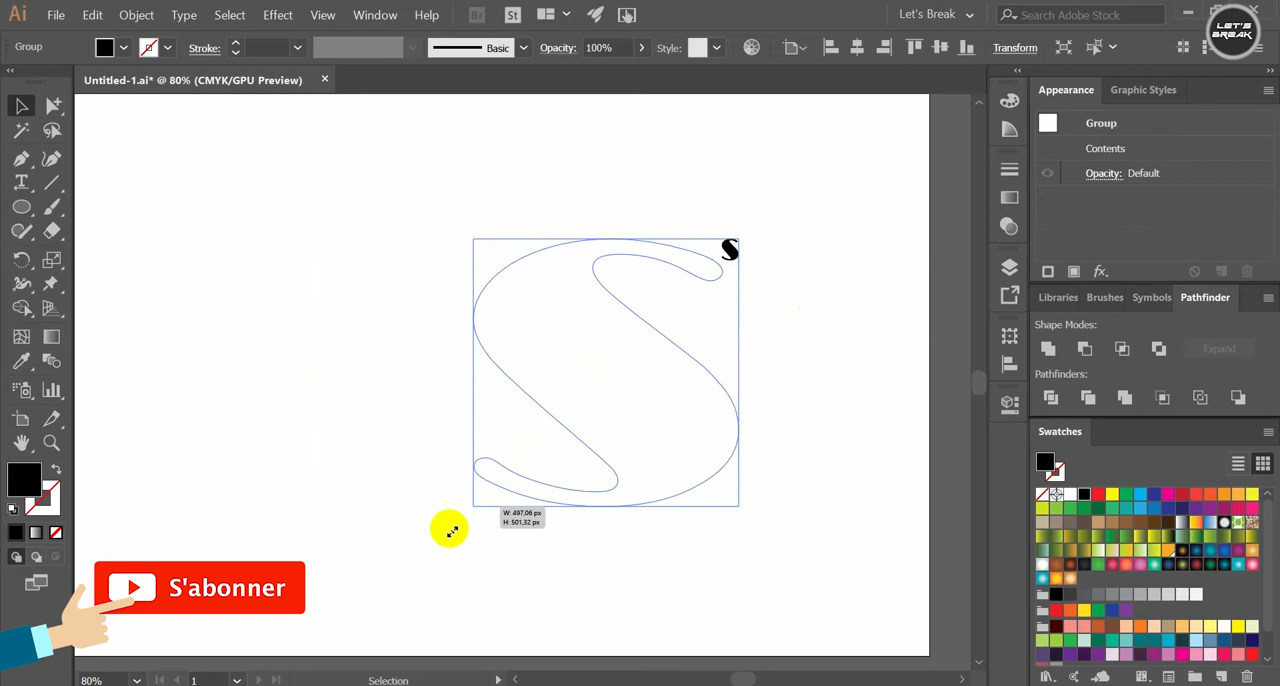 Ai File Edit Object Type Select Effect View Window Help Br St Let's Break Search Adobe Stock
LET'S BREAK
Group Stroke: Basic Opacity: 100% Style: Transform
Untitled-1.ai* @ 80% (CMYK/GPU Preview)
Appearance Graphic Styles
Group
Contents
Opacity: Default
fx
S
Libraries Brushes Symbols Pathfinder
Shape Modes:
Expand
Pathfinders:
Swatches
W: 497,06 px
H: 501,32 px
S'abonner
80% 1 Selection